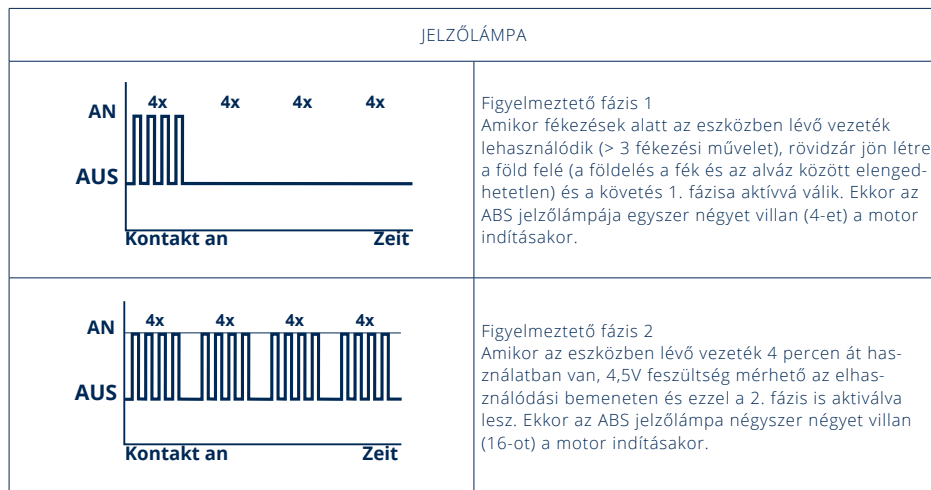 JELZŐLÁMPA
4x 4x 4x 4x
AN
AUS
Kontakt an Zeit
Figyelmeztető fázis 1
Amikor fékezések alatt az eszközben lévő vezeték
lehasználódik (> 3 fékezési művelet), rövidzár jön létre
a föld felé (a földelés a fék és az alváz között elenged-
hetetlen) és a követés 1. fázisa aktívvá válik. Ekkor az
ABS jelzőlámpája egyszer négyet villan (4-et) a motor
indításakor.
4x 4x 4x 4x
AN
AUS
Kontakt an Zeit
Figyelmeztető fázis 2
Amikor az eszközben lévő vezeték 4 percen át hasz-
nálatban van, 4,5V feszültség mérhető az elhas-
ználódási bemeneten és ezzel a 2. fázis is aktiválva
lesz. Ekkor az ABS jelzőlámpa négyszer négyet villan
(16-ot) a motor indításakor.